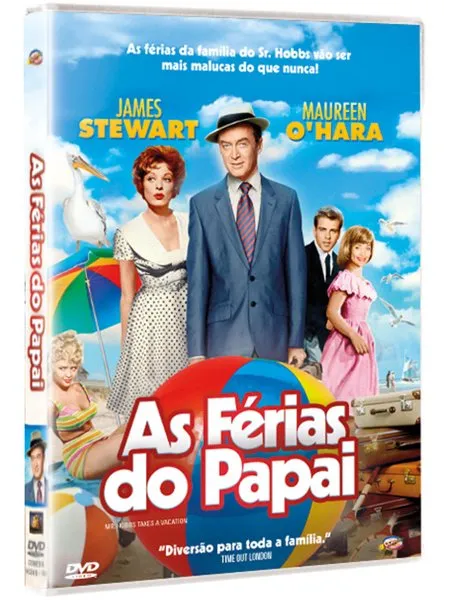 As férias da família do Sr. Hobbs vão ser
mais malucas do que nunca!
JAMES
STEWART
MAUREEN
O'HARA
As Férias
do Papai
MR. HOBBS TAKES A VACATION
"Diversão para toda a família."
TIME OUT LONDON
DVD
VIDEO
As Férias do Papai
DVD